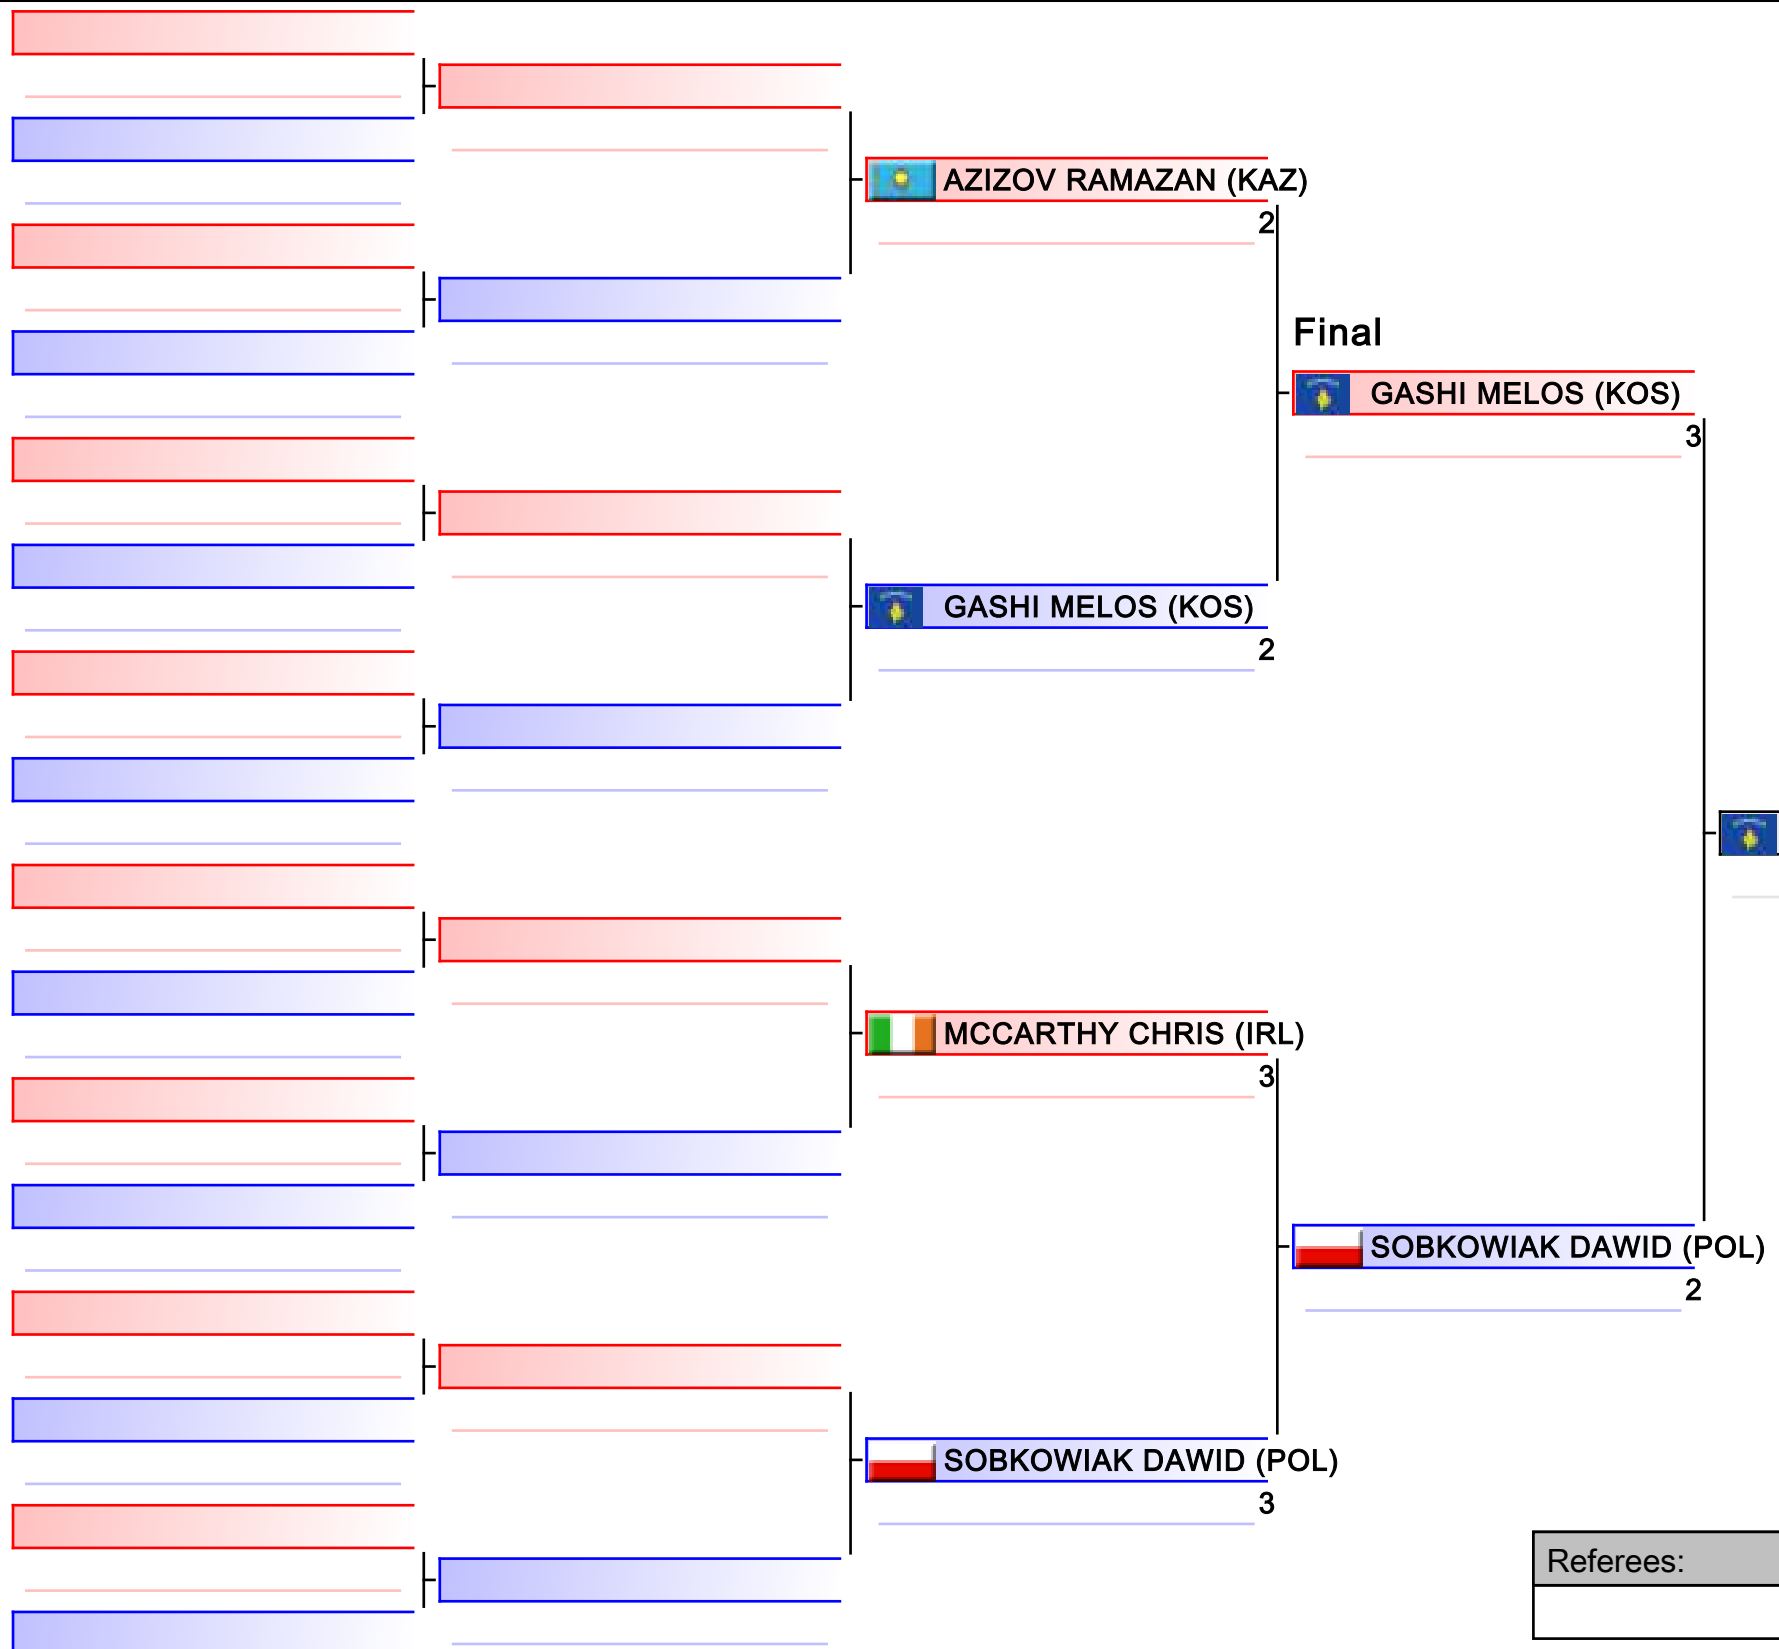 AZIZOV RAMAZAN (KAZ)
2
Final
GASHI MELOS (KOS)
3
GASHI MELOS (KOS)
2
MCCARTHY CHRIS (IRL)
3
SOBKOWIAK DAWID (POL)
2
SOBKOWIAK DAWID (POL)
3
Referees: